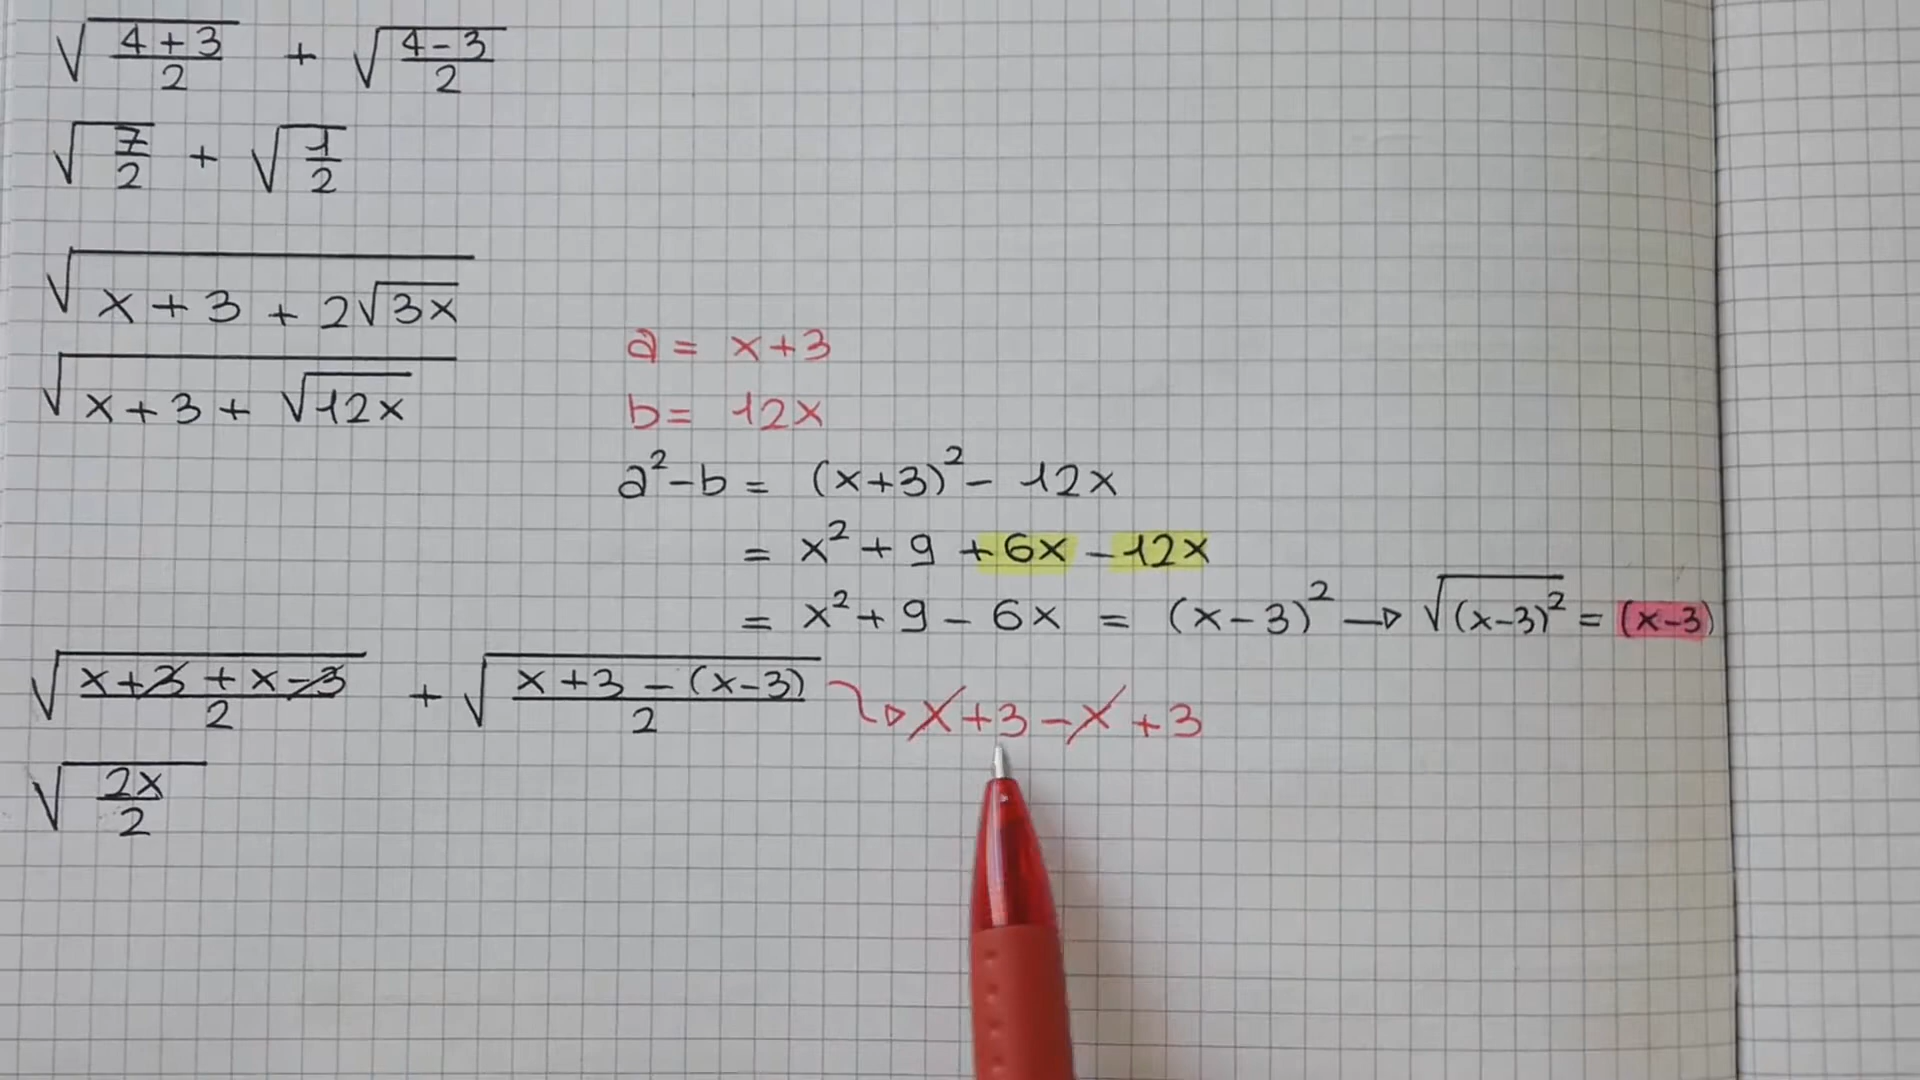 √((4+3)/2) + √((4-3)/2)
√(7/2) + √(1/2)
√(x+3+2√(3x))
a = x+3
√(x+3+√(12x))
b = 12x
a²-b = (x+3)² - 12x
= x² + 9 + 6x - 12x
= x² + 9 - 6x = (x-3)² → √((x-3)²) = (x-3)
√((x+3+x-3)/2) + √((x+3-(x-3))/2) → x+3-x+3
√(2x/2)